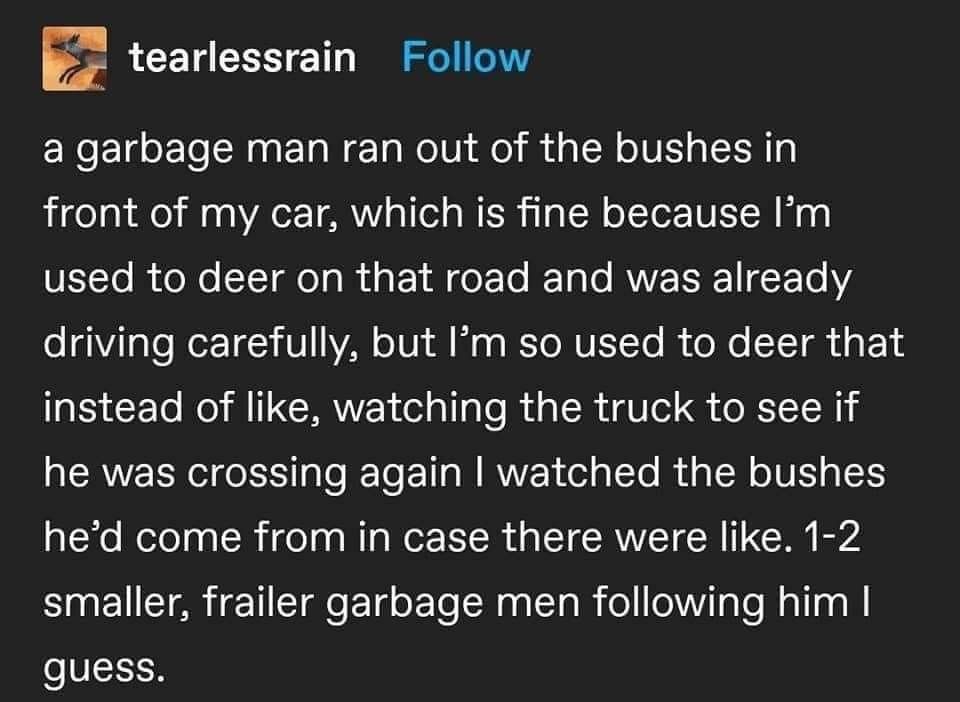 tearlessrain Follow
a garbage man ran out of the bushes in
front of my car, which is fine because I’m
used to deer on that road and was already
driving carefully, but I’m so used to deer that
instead of like, watching the truck to see if
he was crossing again I watched the bushes
he’d come from in case there were like. 1-2
smaller, frailer garbage men following him I
guess.